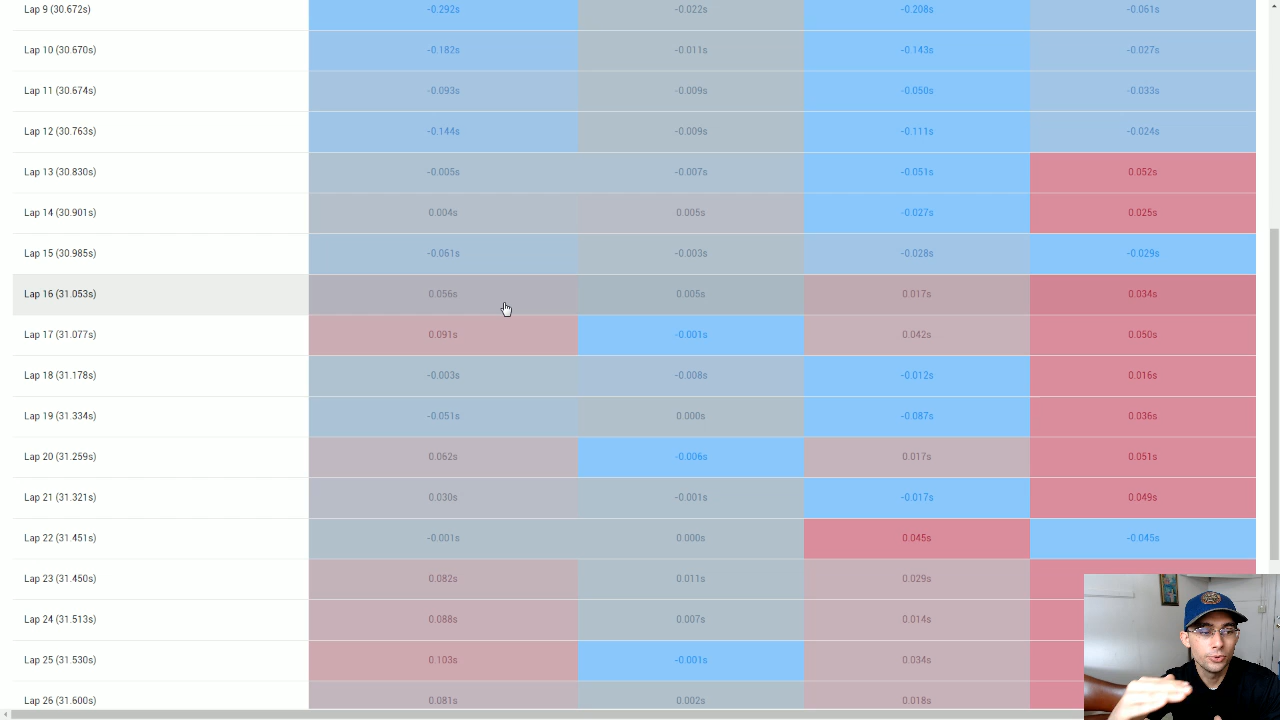 Lap 9 (30.672s) -0.292s -0.022s -0.208s -0.061s
Lap 10 (30.670s) -0.182s -0.011s -0.143s -0.027s
Lap 11 (30.674s) -0.093s -0.009s -0.050s -0.033s
Lap 12 (30.763s) -0.144s -0.009s -0.111s -0.024s
Lap 13 (30.830s) -0.005s -0.007s -0.051s 0.052s
Lap 14 (30.901s) 0.004s 0.005s -0.027s 0.025s
Lap 15 (30.985s) -0.061s -0.003s -0.028s -0.029s
Lap 16 (31.053s) 0.056s 0.005s 0.017s 0.034s
Lap 17 (31.077s) 0.091s -0.001s 0.042s 0.050s
Lap 18 (31.178s) -0.003s -0.008s -0.012s 0.016s
Lap 19 (31.334s) -0.051s 0.000s -0.087s 0.036s
Lap 20 (31.259s) 0.062s -0.006s 0.017s 0.051s
Lap 21 (31.321s) 0.030s -0.001s -0.017s 0.049s
Lap 22 (31.451s) -0.001s 0.000s 0.045s -0.045s
Lap 23 (31.450s) 0.082s 0.011s 0.029s
Lap 24 (31.513s) 0.088s 0.007s 0.014s
Lap 25 (31.530s) 0.103s -0.001s 0.034s
Lap 26 (31.600s) 0.081s 0.002s 0.018s